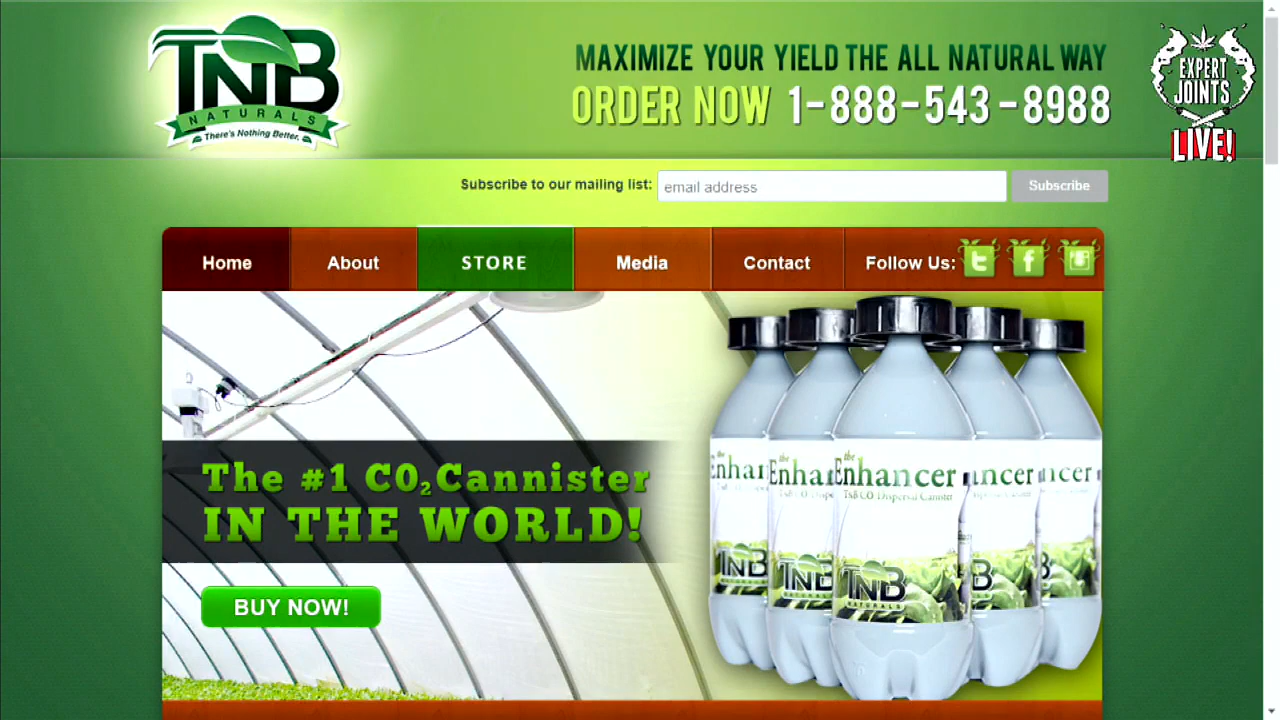 TNB
NATURALS
There's Nothing Better.
MAXIMIZE YOUR YIELD THE ALL NATURAL WAY
ORDER NOW 1-888-543-8988
EXPERT
JOINTS
LIVE!
Subscribe to our mailing list: email address Subscribe
Home About STORE Media Contact Follow Us:
The #1 C0₂ Cannister
IN THE WORLD!
BUY NOW!
the Enhancer
TNB CO Dispersal Canister
TNB
NATURALS